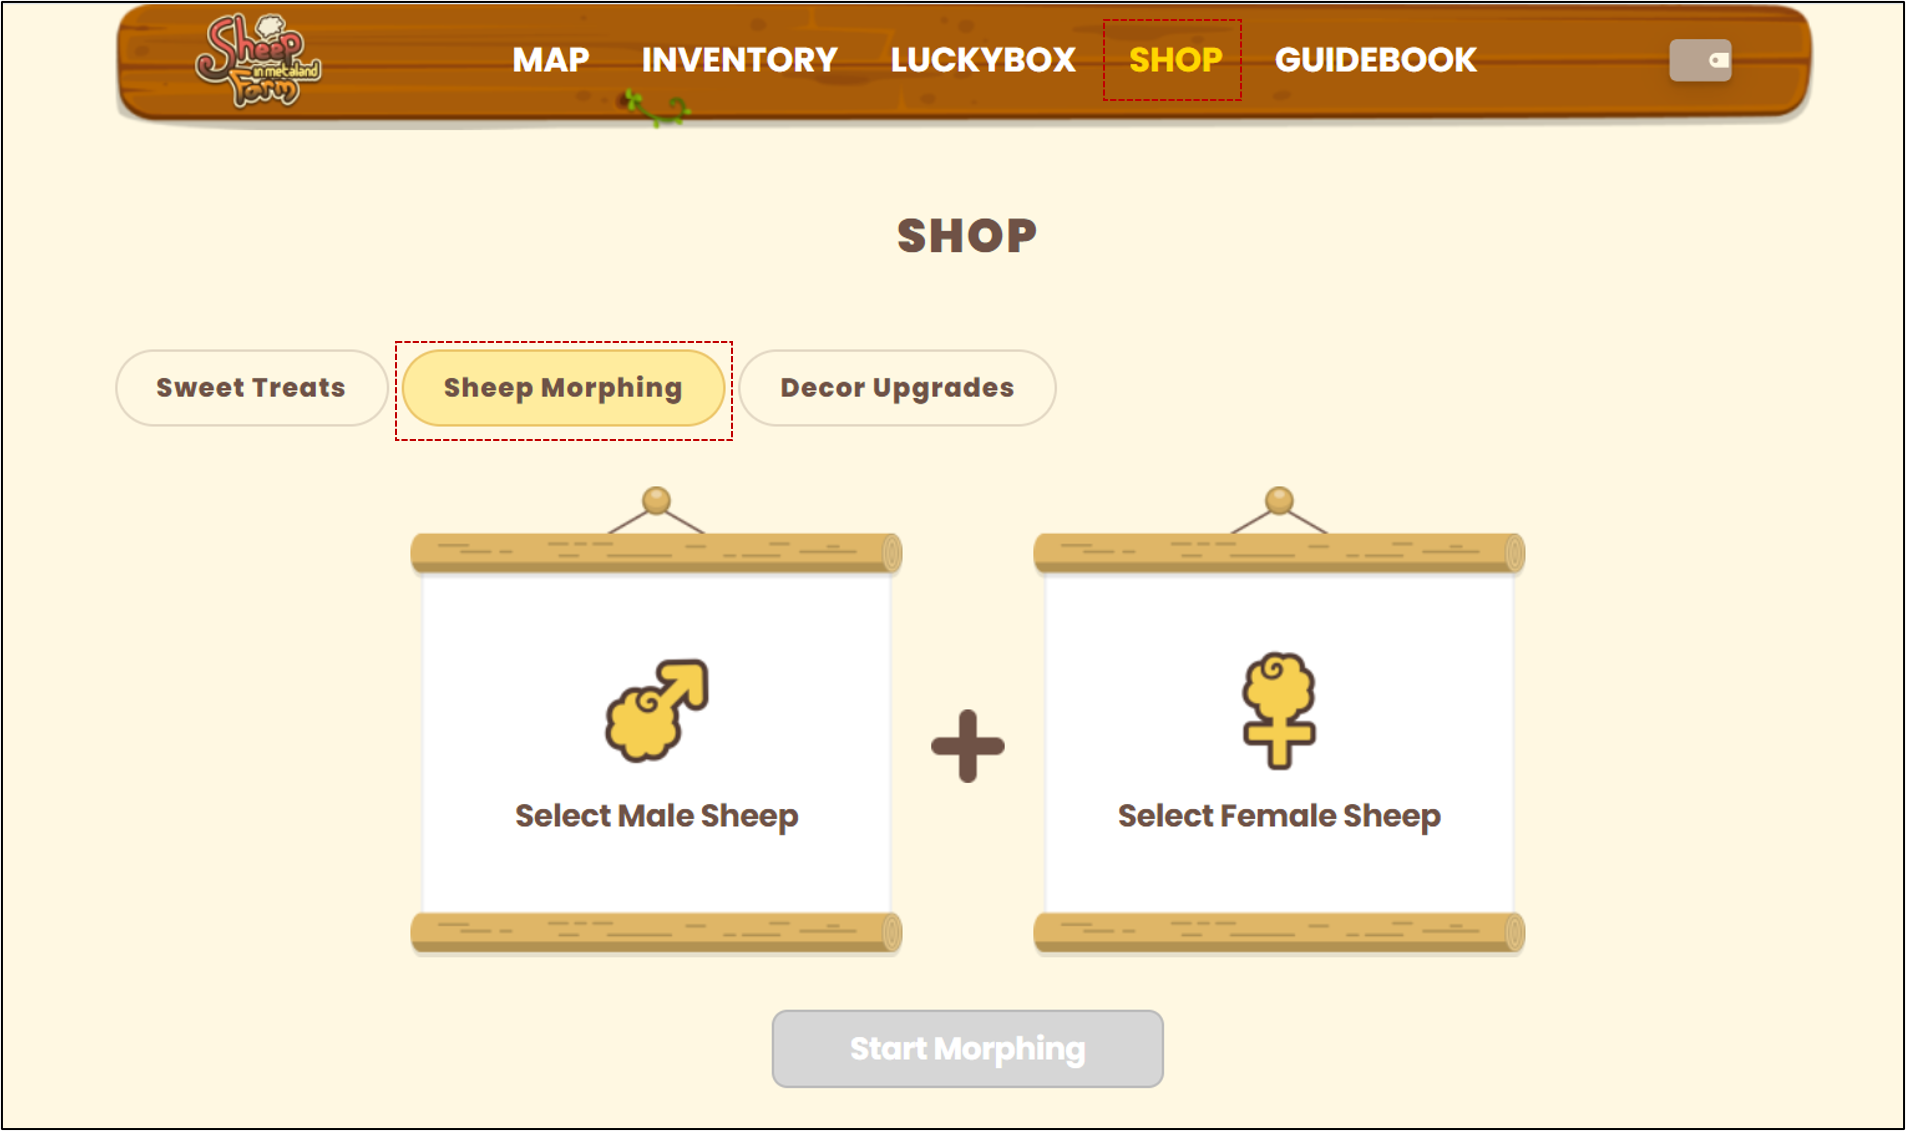 Sheep
in metaland
Farm
MAP INVENTORY LUCKYBOX SHOP GUIDEBOOK
SHOP
Sweet Treats Sheep Morphing Decor Upgrades
Select Male Sheep Select Female Sheep
Start Morphing